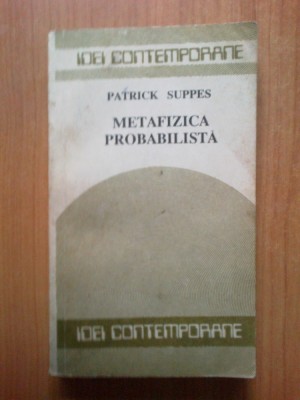 IDEI CONTEMPORANE
PATRICK SUPPES
METAFIZICA
PROBABILISTĂ
IDEI CONTEMPORANE